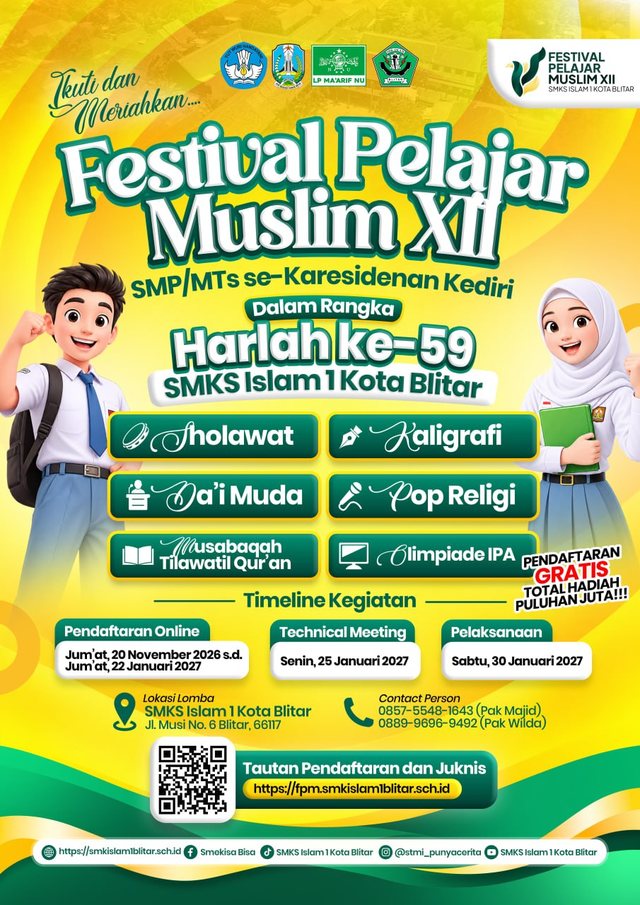 LP MA'ARIF NU
FESTIVAL
PELAJAR
MUSLIM XII
SMKS ISLAM 1 KOTA BLITAR
Ikuti dan
Meriahkan....
Festival Pelajar
Muslim XII
SMP/MTs se-Karesidenan Kediri
Dalam Rangka
Harlah ke-59
SMKS Islam 1 Kota Blitar
Sholawat
Kaligrafi
Da'i Muda
Pop Religi
Musabaqah
Tilawatil Qur'an
Olimpiade IPA
PENDAFTARAN
GRATIS
TOTAL HADIAH
PULUHAN JUTA!!!
Timeline Kegiatan
Pendaftaran Online
Jum'at, 20 November 2026 s.d.
Jum'at, 22 Januari 2027
Technical Meeting
Senin, 25 Januari 2027
Pelaksanaan
Sabtu, 30 Januari 2027
Lokasi Lomba
SMKS Islam 1 Kota Blitar
Jl. Musi No. 6 Blitar, 66117
Contact Person
0857-5548-1643 (Pak Majid)
0889-9696-9492 (Pak Wilda)
Tautan Pendaftaran dan Juknis
https://fpm.smkislam1blitar.sch.id
https://smkislam1blitar.sch.id
Smekisa Bisa
SMKS Islam 1 Kota Blitar
@stmi_punyacerita
SMKS Islam 1 Kota Blitar